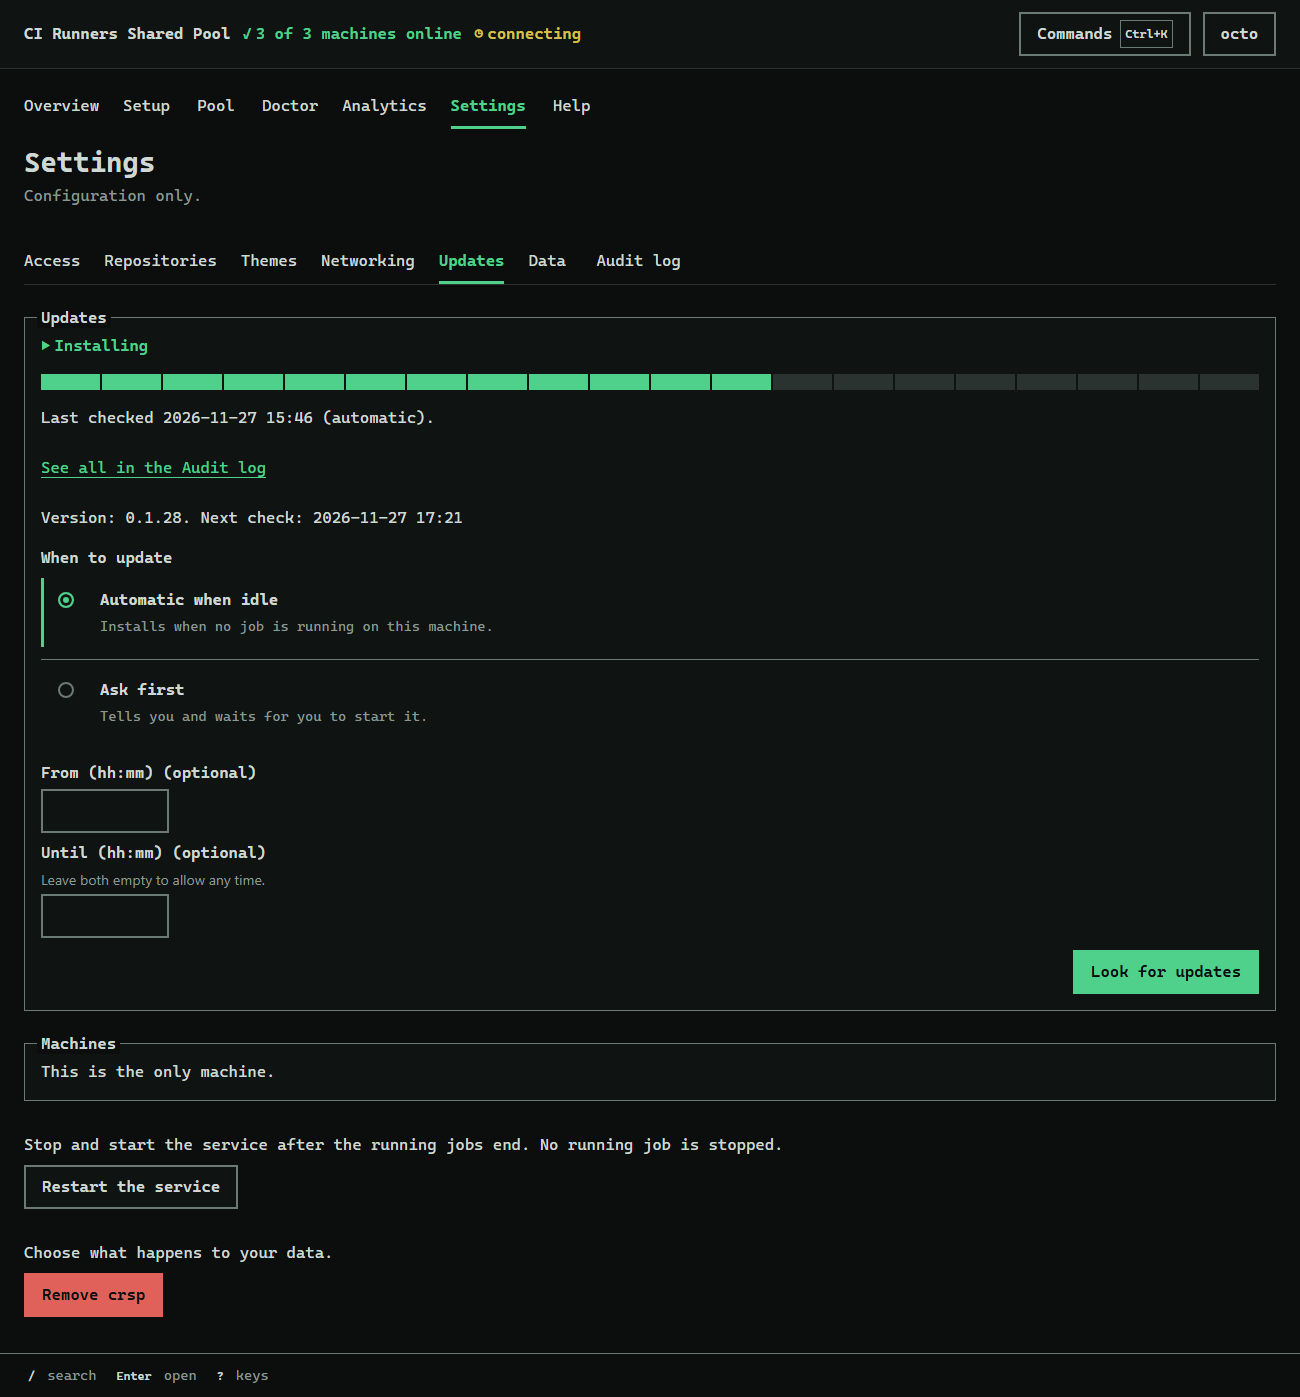 CI Runners Shared Pool ✓ 3 of 3 machines online connecting Commands Ctrl+K octo
Overview Setup Pool Doctor Analytics Settings Help
Settings
Configuration only.
Access Repositories Themes Networking Updates Data Audit log
Updates
Installing
Last checked 2026-11-27 15:46 (automatic).
See all in the Audit log
Version: 0.1.28. Next check: 2026-11-27 17:21
When to update
Automatic when idle
Installs when no job is running on this machine.
Ask first
Tells you and waits for you to start it.
From (hh:mm) (optional)
Until (hh:mm) (optional)
Leave both empty to allow any time.
Look for updates
Machines
This is the only machine.
Stop and start the service after the running jobs end. No running job is stopped.
Restart the service
Choose what happens to your data.
Remove crsp
/ search Enter open ? keys